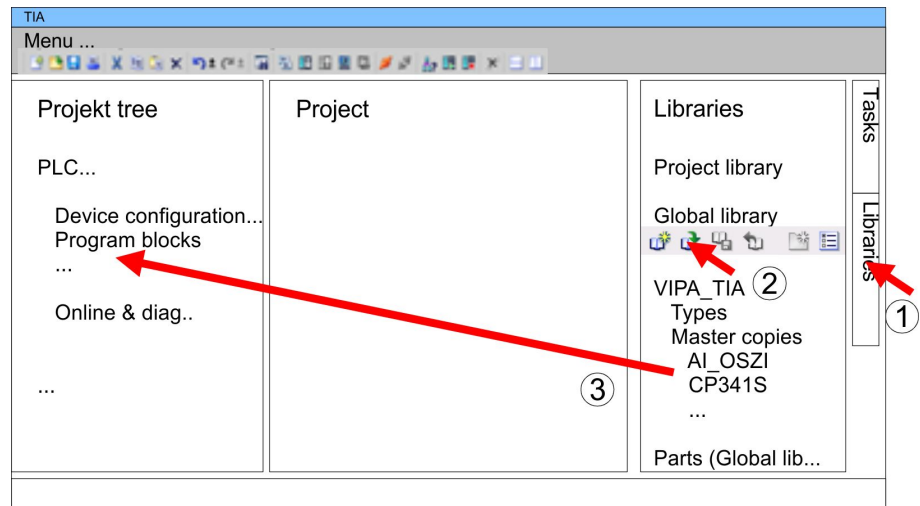 TIA
Menu ...
Projekt tree
PLC...
Device configuration...
Program blocks
...
Online & diag..
...
Project
3
Libraries
Project library
Global library
VIPA_TIA
2
Types
Master copies
AI_OSZI
CP341S
...
Parts (Global lib...
Tasks
Libraries
1